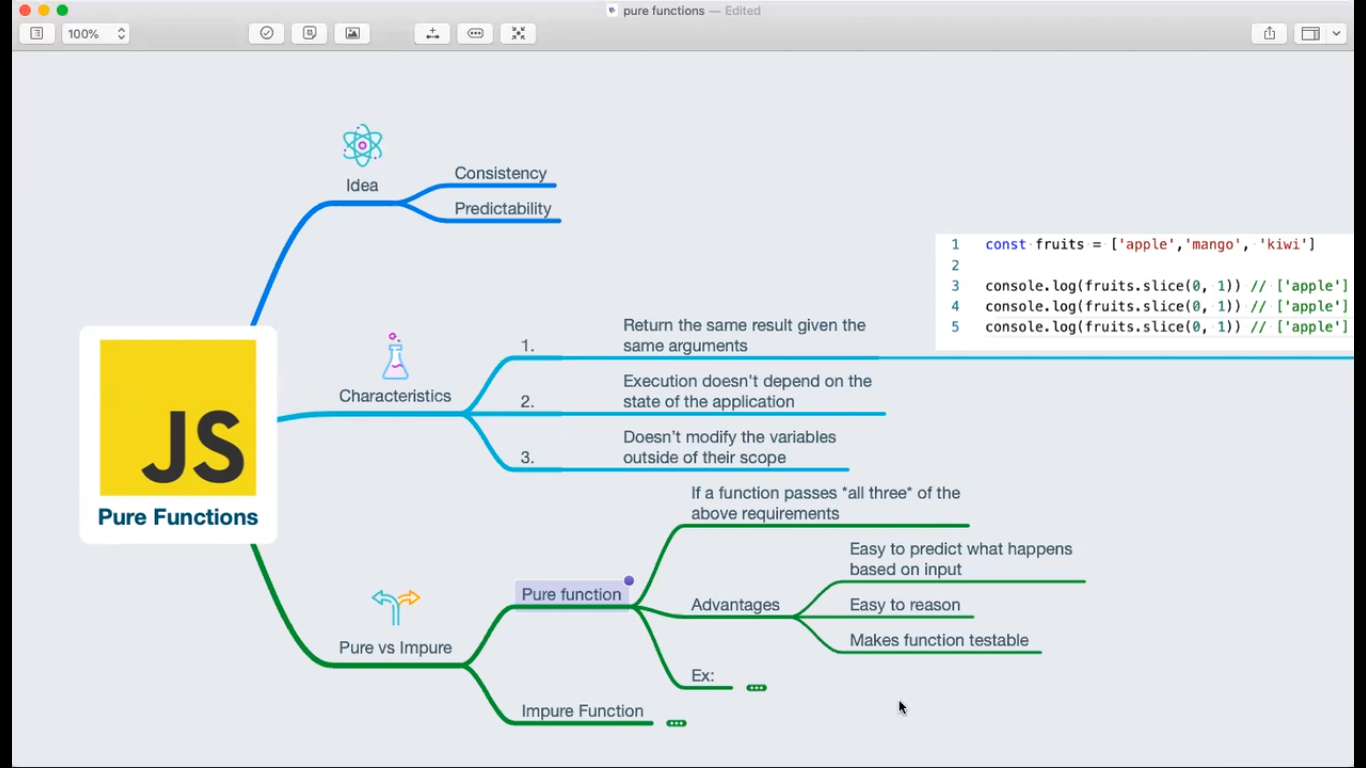 pure functions — Edited
100%
Idea
Consistency
Predictability
1 const fruits = ['apple','mango', 'kiwi']
2
3 console.log(fruits.slice(0, 1)) // ['apple']
4 console.log(fruits.slice(0, 1)) // ['apple']
5 console.log(fruits.slice(0, 1)) // ['apple']
Characteristics
1.
Return the same result given the
same arguments
2.
Execution doesn't depend on the
state of the application
3.
Doesn’t modify the variables
outside of their scope
JS
Pure Functions
Pure vs Impure
Pure function
If a function passes *all three* of the
above requirements
Advantages
Easy to predict what happens
based on input
Easy to reason
Makes function testable
Ex:
Impure Function